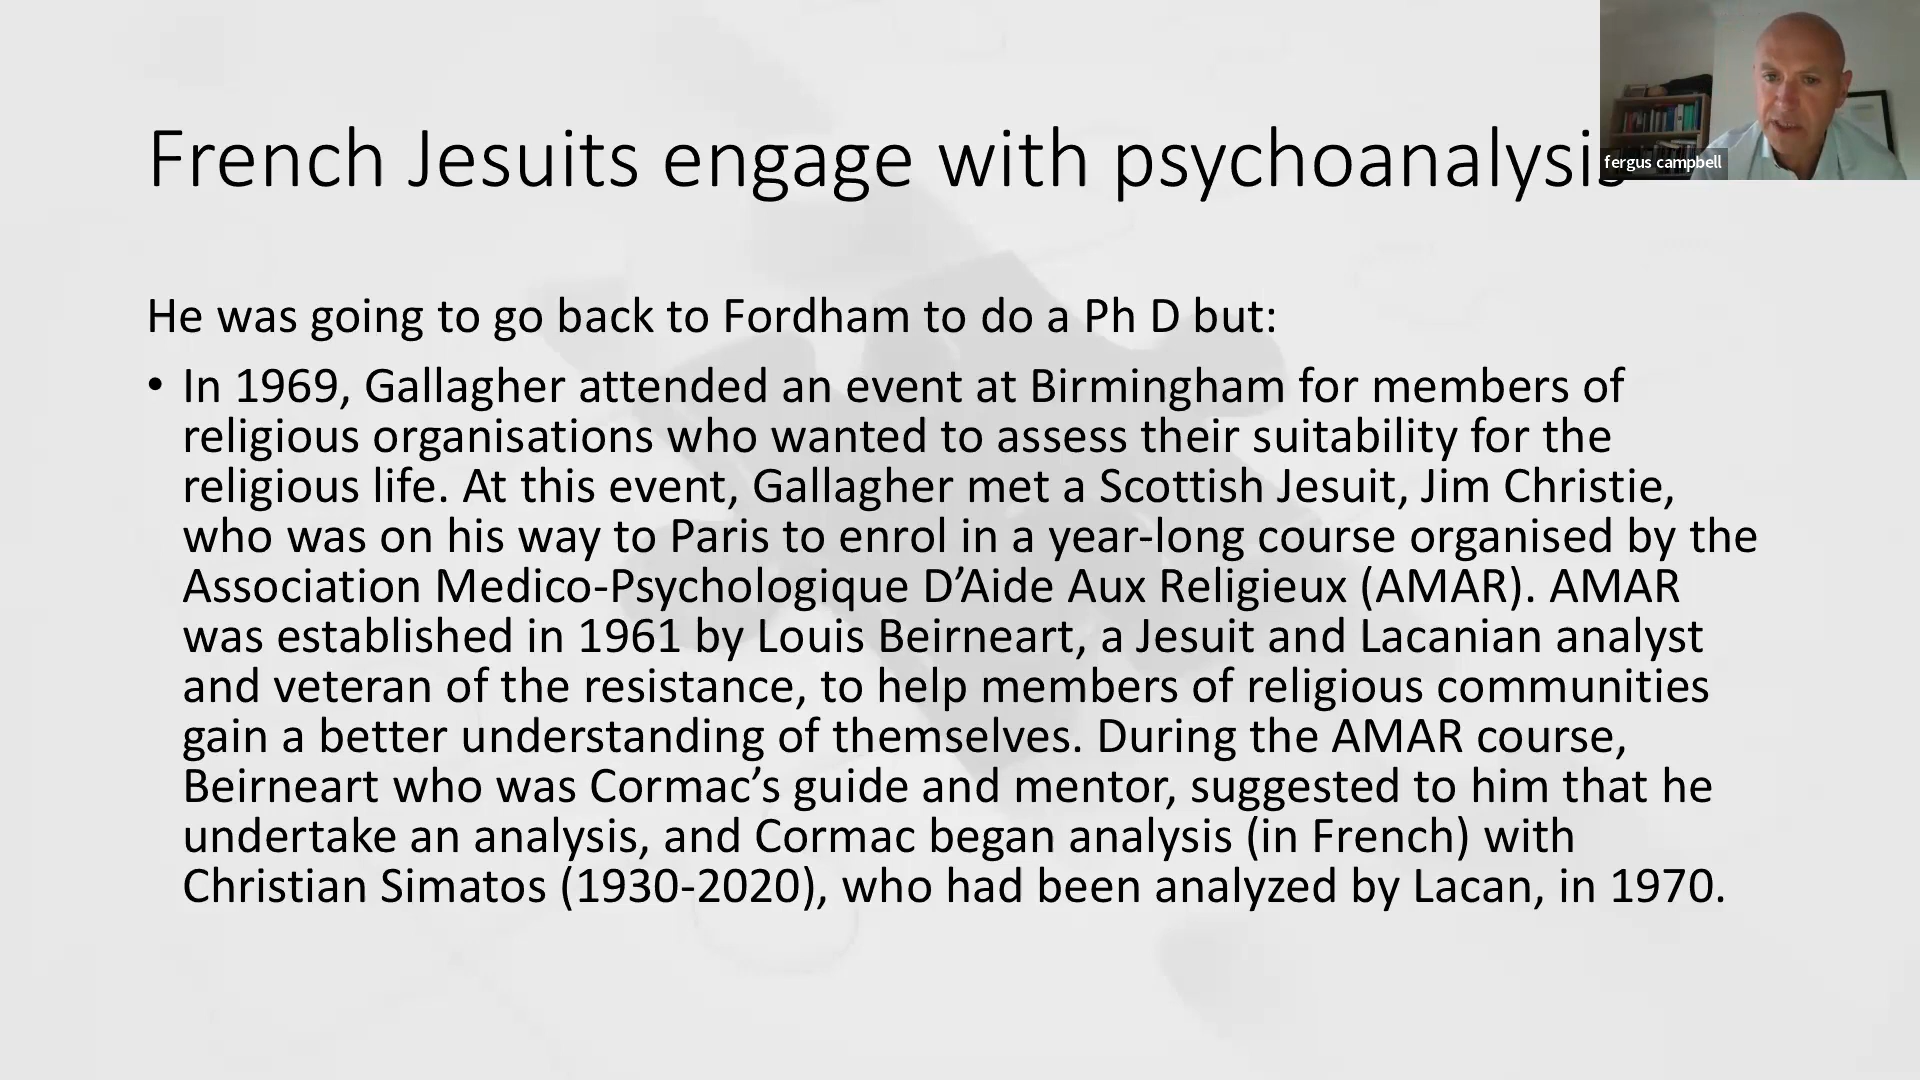 French Jesuits engage with psychoanalysis
fergus campbell
He was going to go back to Fordham to do a Ph D but:
• In 1969, Gallagher attended an event at Birmingham for members of
religious organisations who wanted to assess their suitability for the
religious life. At this event, Gallagher met a Scottish Jesuit, Jim Christie,
who was on his way to Paris to enrol in a year-long course organised by the
Association Medico-Psychologique D’Aide Aux Religieux (AMAR). AMAR
was established in 1961 by Louis Beirneart, a Jesuit and Lacanian analyst
and veteran of the resistance, to help members of religious communities
gain a better understanding of themselves. During the AMAR course,
Beirneart who was Cormac’s guide and mentor, suggested to him that he
undertake an analysis, and Cormac began analysis (in French) with
Christian Simatos (1930-2020), who had been analyzed by Lacan, in 1970.